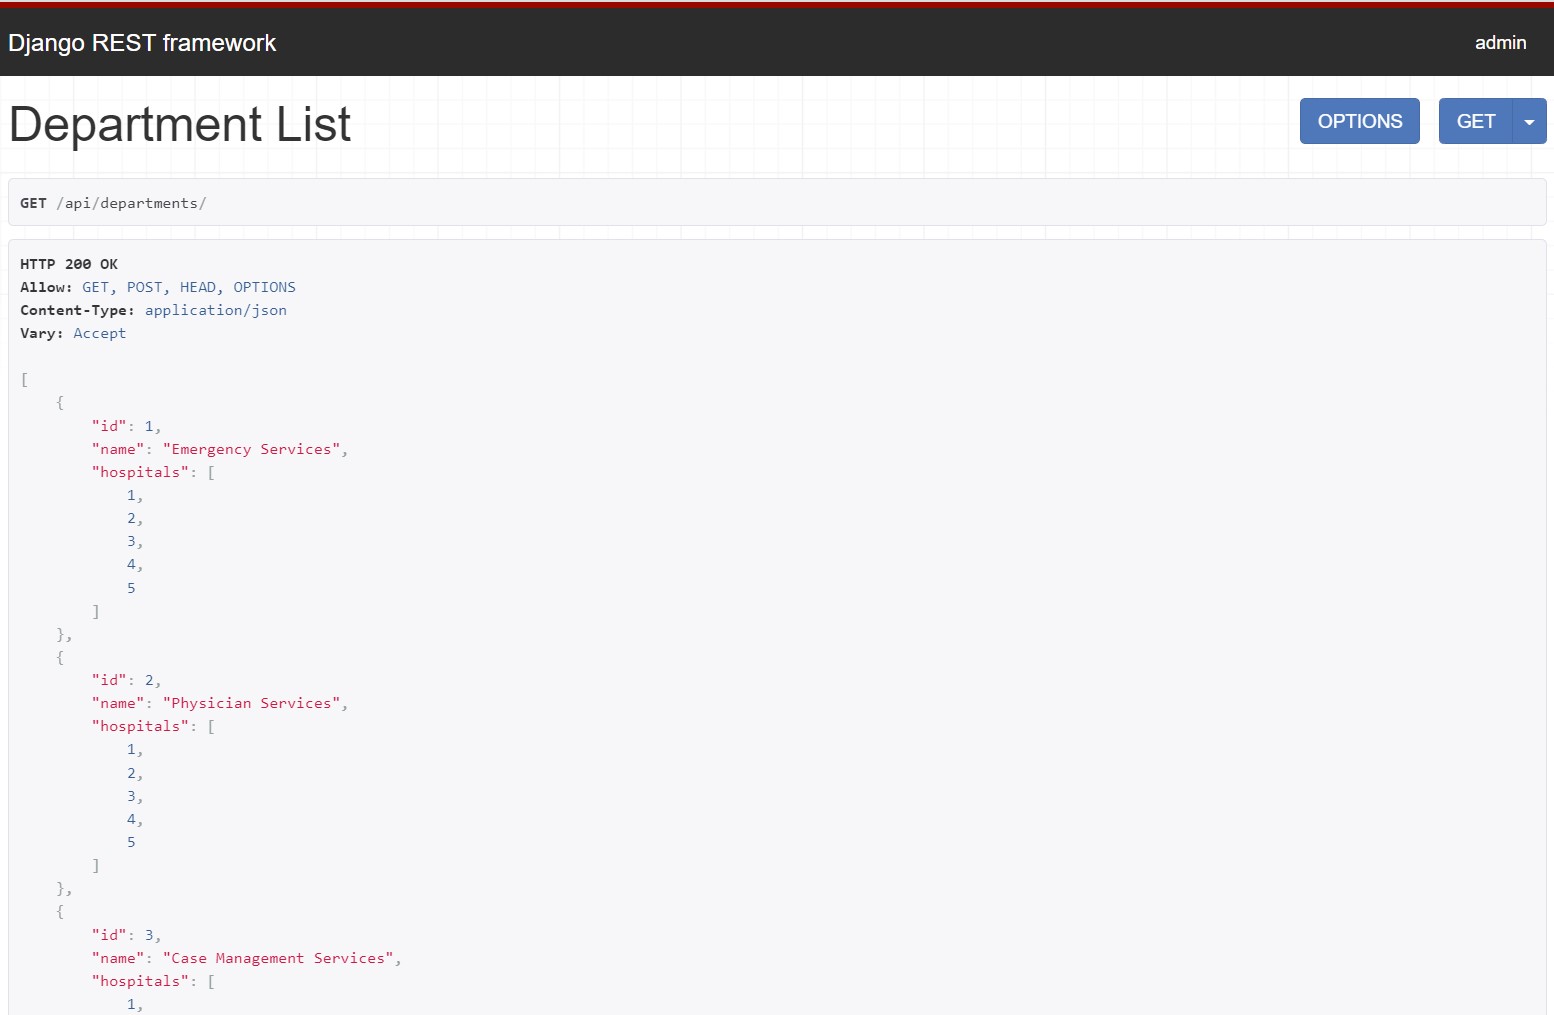 Django REST framework
admin
Department List
OPTIONS
GET
GET /api/departments/
HTTP 200 OK
Allow: GET, POST, HEAD, OPTIONS
Content-Type: application/json
Vary: Accept
[
    {
        "id": 1,
        "name": "Emergency Services",
        "hospitals": [
            1,
            2,
            3,
            4,
            5
        ]
    },
    {
        "id": 2,
        "name": "Physician Services",
        "hospitals": [
            1,
            2,
            3,
            4,
            5
        ]
    },
    {
        "id": 3,
        "name": "Case Management Services",
        "hospitals": [
            1,